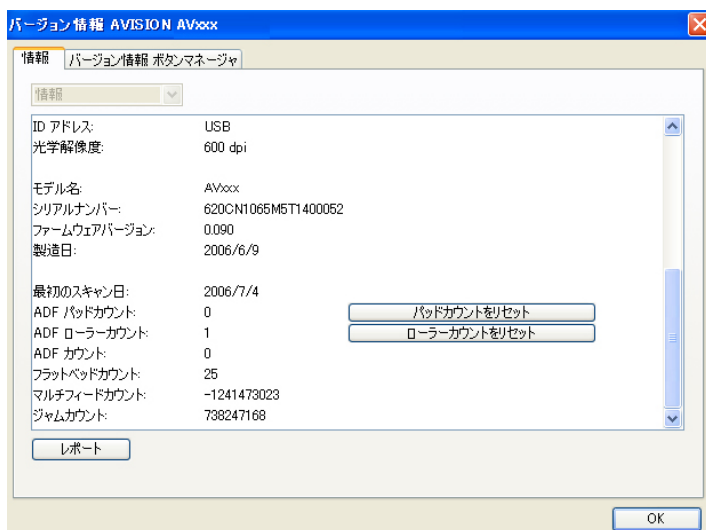 バージョン情報 AVISION AVxxx
情報 バージョン情報 ボタンマネージャ
情報
ID アドレス: USB
光学解像度: 600 dpi
モデル名: AVxxx
シリアルナンバー: 620CN1065M5T1400052
ファームウェアバージョン: 0.090
製造日: 2006/6/9
最初のスキャン日: 2006/7/4
ADF パッドカウント: 0 パッドカウントをリセット
ADF ローラーカウント: 1 ローラーカウントをリセット
ADF カウント: 0
フラットベッドカウント: 25
マルチフィードカウント: -1241473023
ジャムカウント: 738247168
レポート
OK